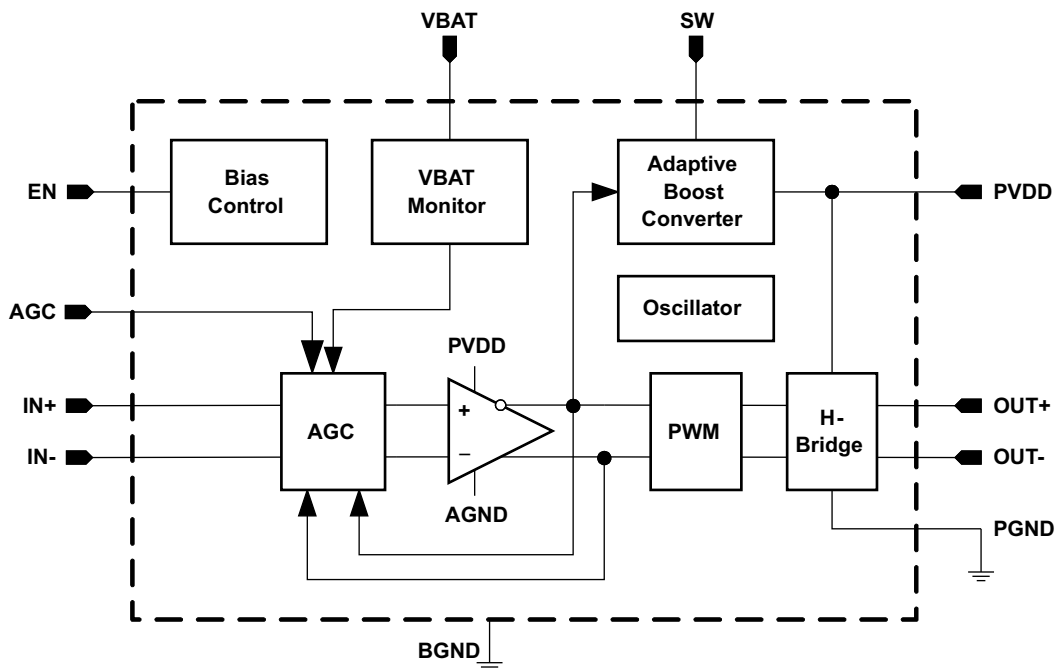 VBAT
SW
EN
Bias
Control
VBAT
Monitor
Adaptive
Boost
Converter
PVDD
AGC
Oscillator
PVDD
IN+
IN-
AGC
+
–
PWM
H-
Bridge
OUT+
OUT-
AGND
PGND
BGND